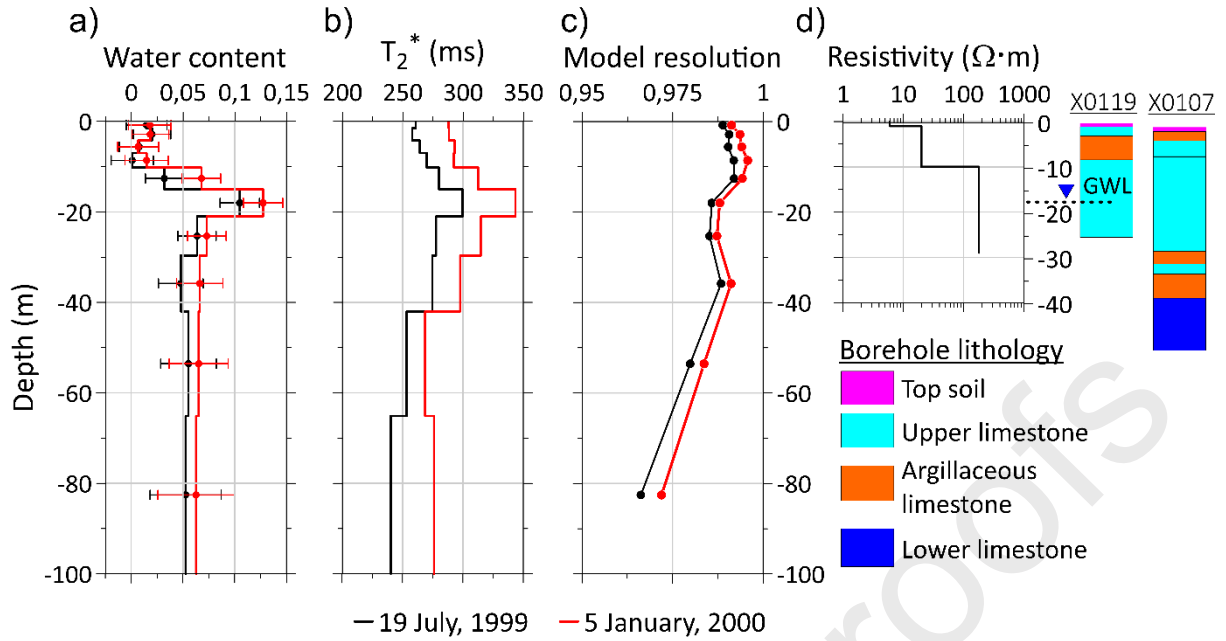 a) b) c) d)
Water content T2* (ms) Model resolution Resistivity (Ω·m)
0 0,05 0,1 0,15 200 250 300 350 0,95 0,975 1 1 10 100 1000
X0119 X0107
0 0 0
-20 -20 -10
-40 -40 -20
-60 -60 -30
-80 -80 -40
-100 -100
Depth (m)
GWL
Borehole lithology
Top soil
Upper limestone
Argillaceous
limestone
Lower limestone
19 July, 1999 5 January, 2000
roofs